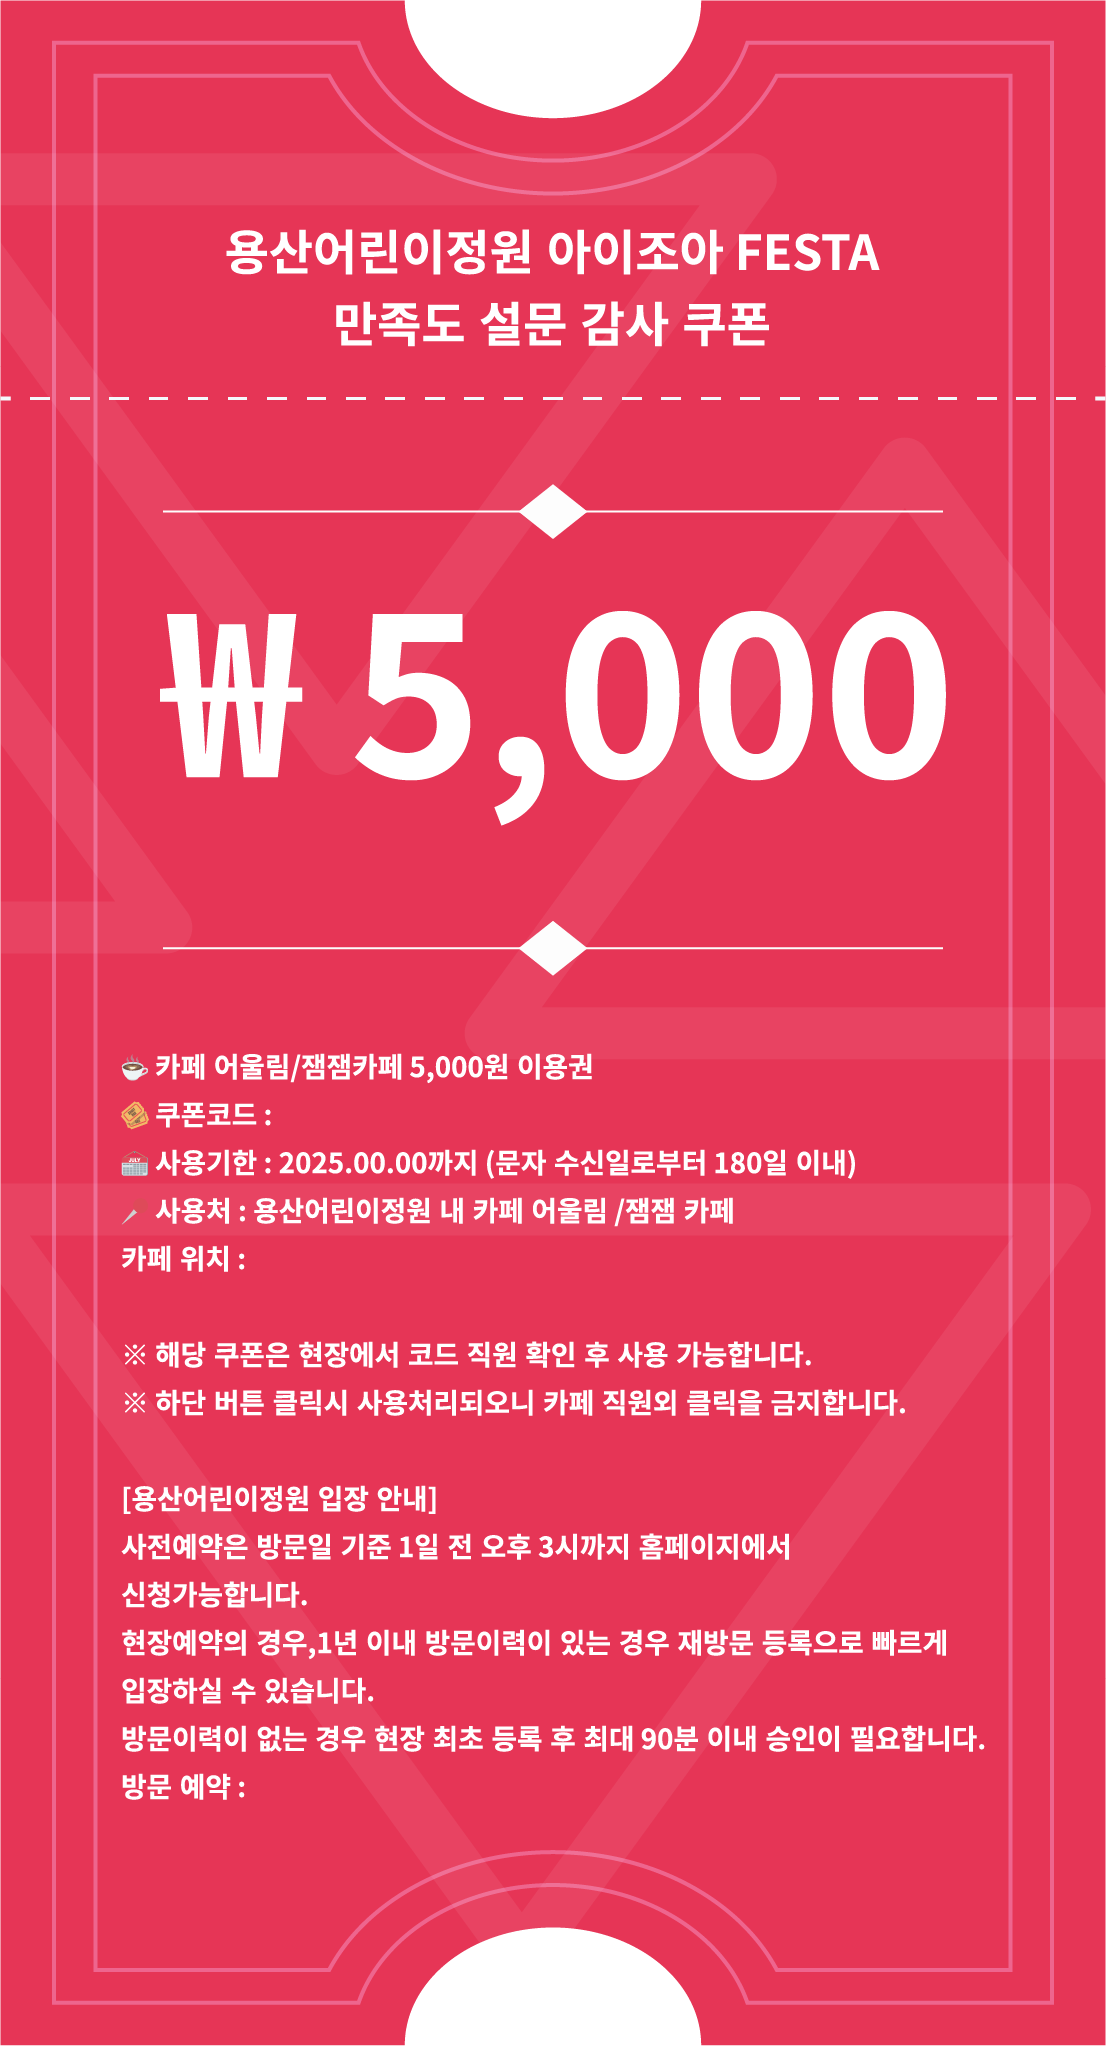 용산어린이정원 아이조아 FESTA
만족도 설문 감사 쿠폰
₩ 5,000
☕ 카페 어울림/잼잼카페 5,000원 이용권
🎟 쿠폰코드 :
📅 사용기한 : 2025.00.00까지 (문자 수신일로부터 180일 이내)
📍 사용처 : 용산어린이정원 내 카페 어울림 /잼잼 카페
카페 위치 :
※ 해당 쿠폰은 현장에서 코드 직원 확인 후 사용 가능합니다.
※ 하단 버튼 클릭시 사용처리되오니 카페 직원외 클릭을 금지합니다.
[용산어린이정원 입장 안내]
사전예약은 방문일 기준 1일 전 오후 3시까지 홈페이지에서
신청가능합니다.
현장예약의 경우,1년 이내 방문이력이 있는 경우 재방문 등록으로 빠르게
입장하실 수 있습니다.
방문이력이 없는 경우 현장 최초 등록 후 최대 90분 이내 승인이 필요합니다.
방문 예약 :